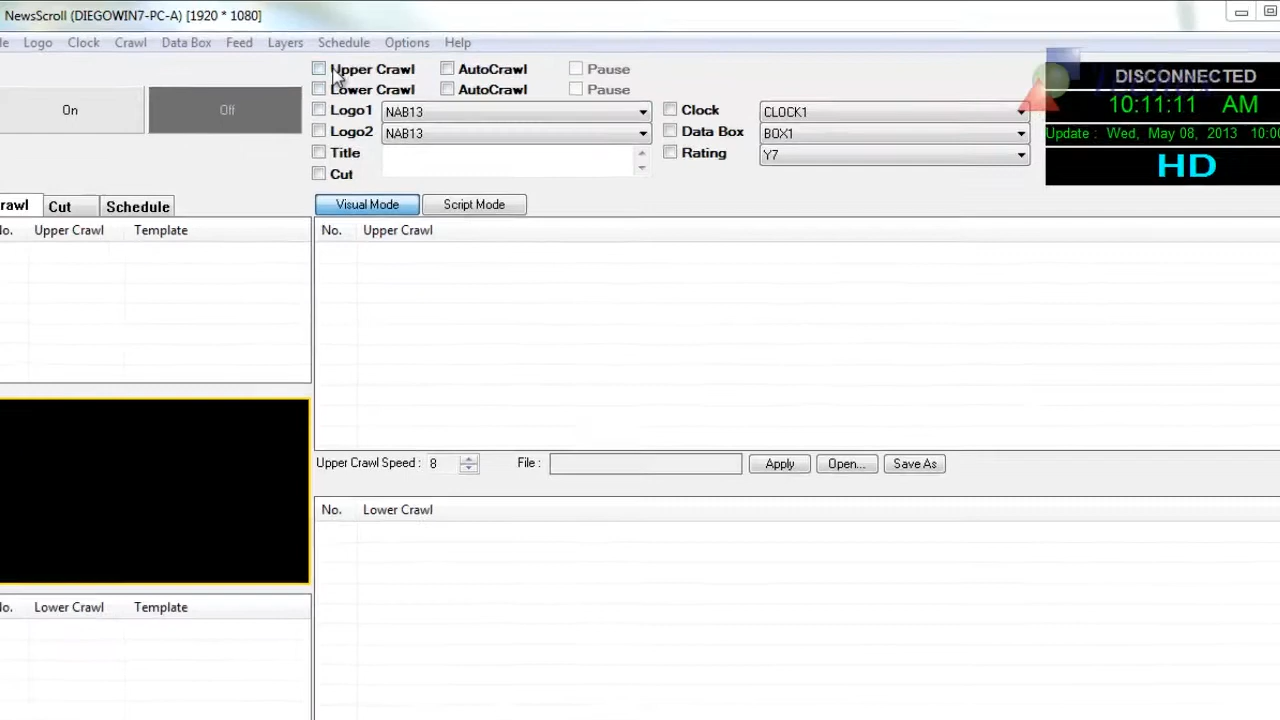 NewsScroll (DIEGOWIN7-PC-A) [1920 * 1080]
Logo Clock Crawl Data Box Feed Layers Schedule Options Help
Upper Crawl AutoCrawl Pause
Lower Crawl AutoCrawl Pause
On Off
Logo1 NAB13 Clock CLOCK1
Logo2 NAB13 Data Box BOX1
Title Rating Y7
Cut
DISCONNECTED
10:11:11 AM
Update : Wed, May 08, 2013 10:00
HD
rawl Cut Schedule
Visual Mode Script Mode
No. Upper Crawl Template
No. Upper Crawl
Upper Crawl Speed : 8 File : Apply Open... Save As
No. Lower Crawl
No. Lower Crawl Template